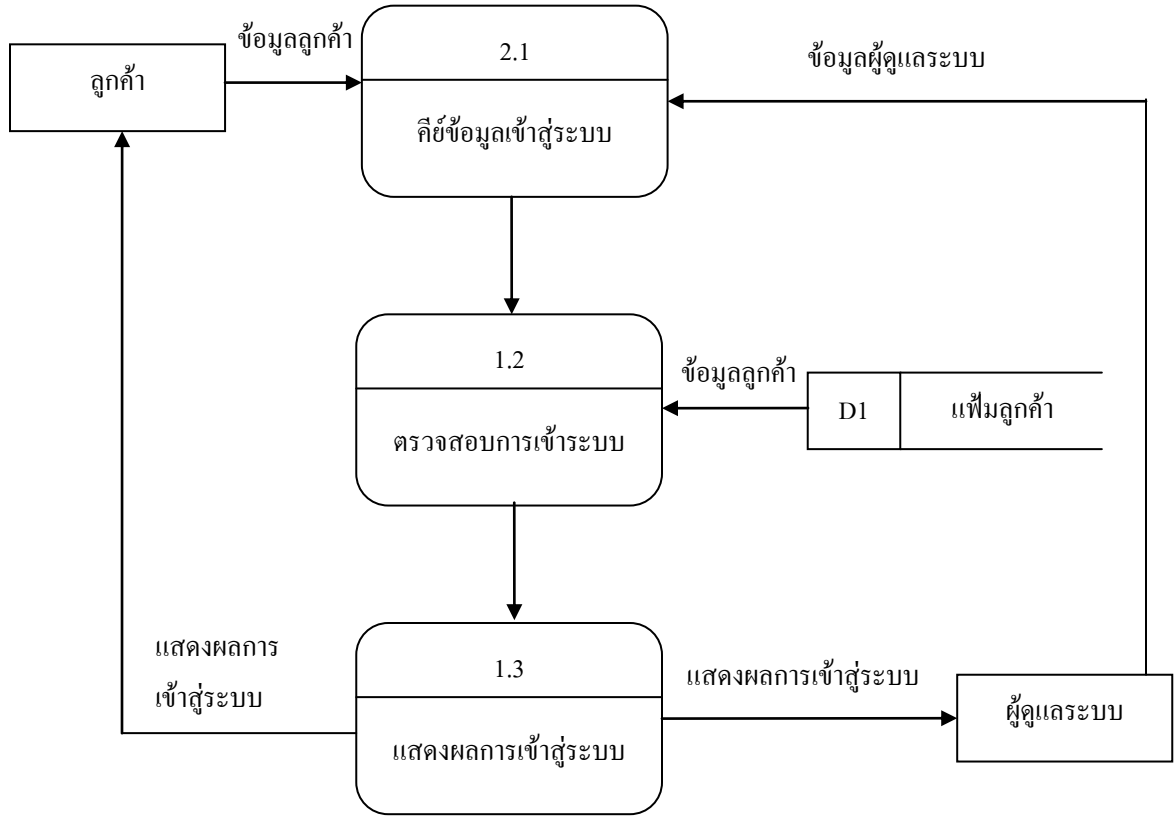 ข้อมูลลูกค้า
2.1
ข้อมูลผู้ดูแลระบบ
ลูกค้า
คีย์ข้อมูลเข้าสู่ระบบ
1.2
ข้อมูลลูกค้า
D1
แฟ้มลูกค้า
ตรวจสอบการเข้าระบบ
แสดงผลการ
เข้าสู่ระบบ
1.3
แสดงผลการเข้าสู่ระบบ
ผู้ดูแลระบบ
แสดงผลการเข้าสู่ระบบ